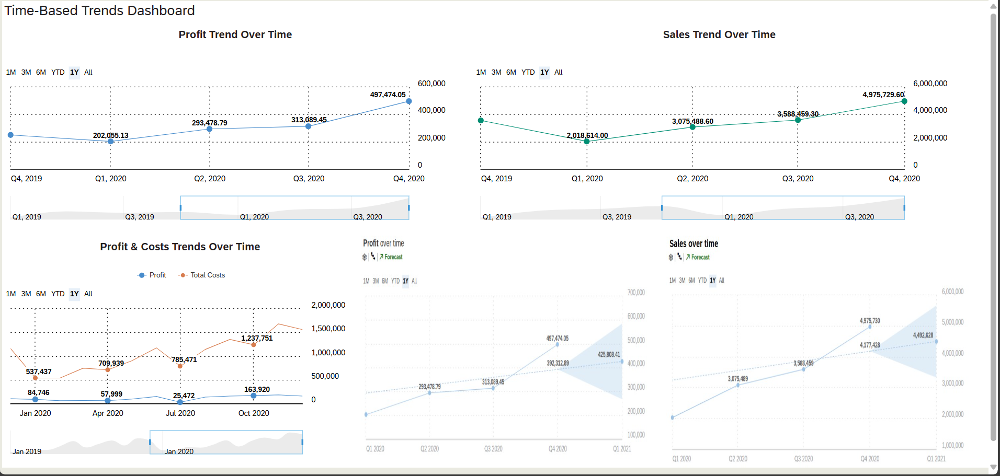 Time-Based Trends Dashboard
Profit Trend Over Time
1M 3M 6M YTD 1Y All
600,000
497,474.05
400,000
313,089.45
293,478.79
202,055.13
200,000
0
Q4, 2019 Q1, 2020 Q2, 2020 Q3, 2020 Q4, 2020
Q1, 2019 Q3, 2019 Q1, 2020 Q3, 2020
Sales Trend Over Time
1M 3M 6M YTD 1Y All
6,000,000
4,975,729.60
4,000,000
3,588,459.30
3,075,488.60
2,018,614.00
2,000,000
0
Q4, 2019 Q1, 2020 Q2, 2020 Q3, 2020 Q4, 2020
Q1, 2019 Q3, 2019 Q1, 2020 Q3, 2020
Profit & Costs Trends Over Time
Profit Total Costs
1M 3M 6M YTD 1Y All
2,000,000
1,500,000
1,237,751
1,000,000
785,471
709,939
537,437
500,000
84,746 57,999 25,472 163,920
0
Jan 2020 Apr 2020 Jul 2020 Oct 2020
Jan 2019 Jan 2020
Profit over time
Forecast
1M 3M 6M YTD 1Y All
700,000
600,000
497,474.05
500,000
425,808.41
392,312.89
400,000
313,089.45
293,478.79
300,000
200,000
100,000
Q1 2020 Q2 2020 Q3 2020 Q4 2020 Q1 2021
Sales over time
Forecast
1M 3M 6M YTD 1Y All
6,000,000
4,975,730
5,000,000
4,492,628
4,177,428
4,000,000
3,588,459
3,075,489
3,000,000
2,000,000
1,000,000
Q1 2020 Q2 2020 Q3 2020 Q4 2020 Q1 2021